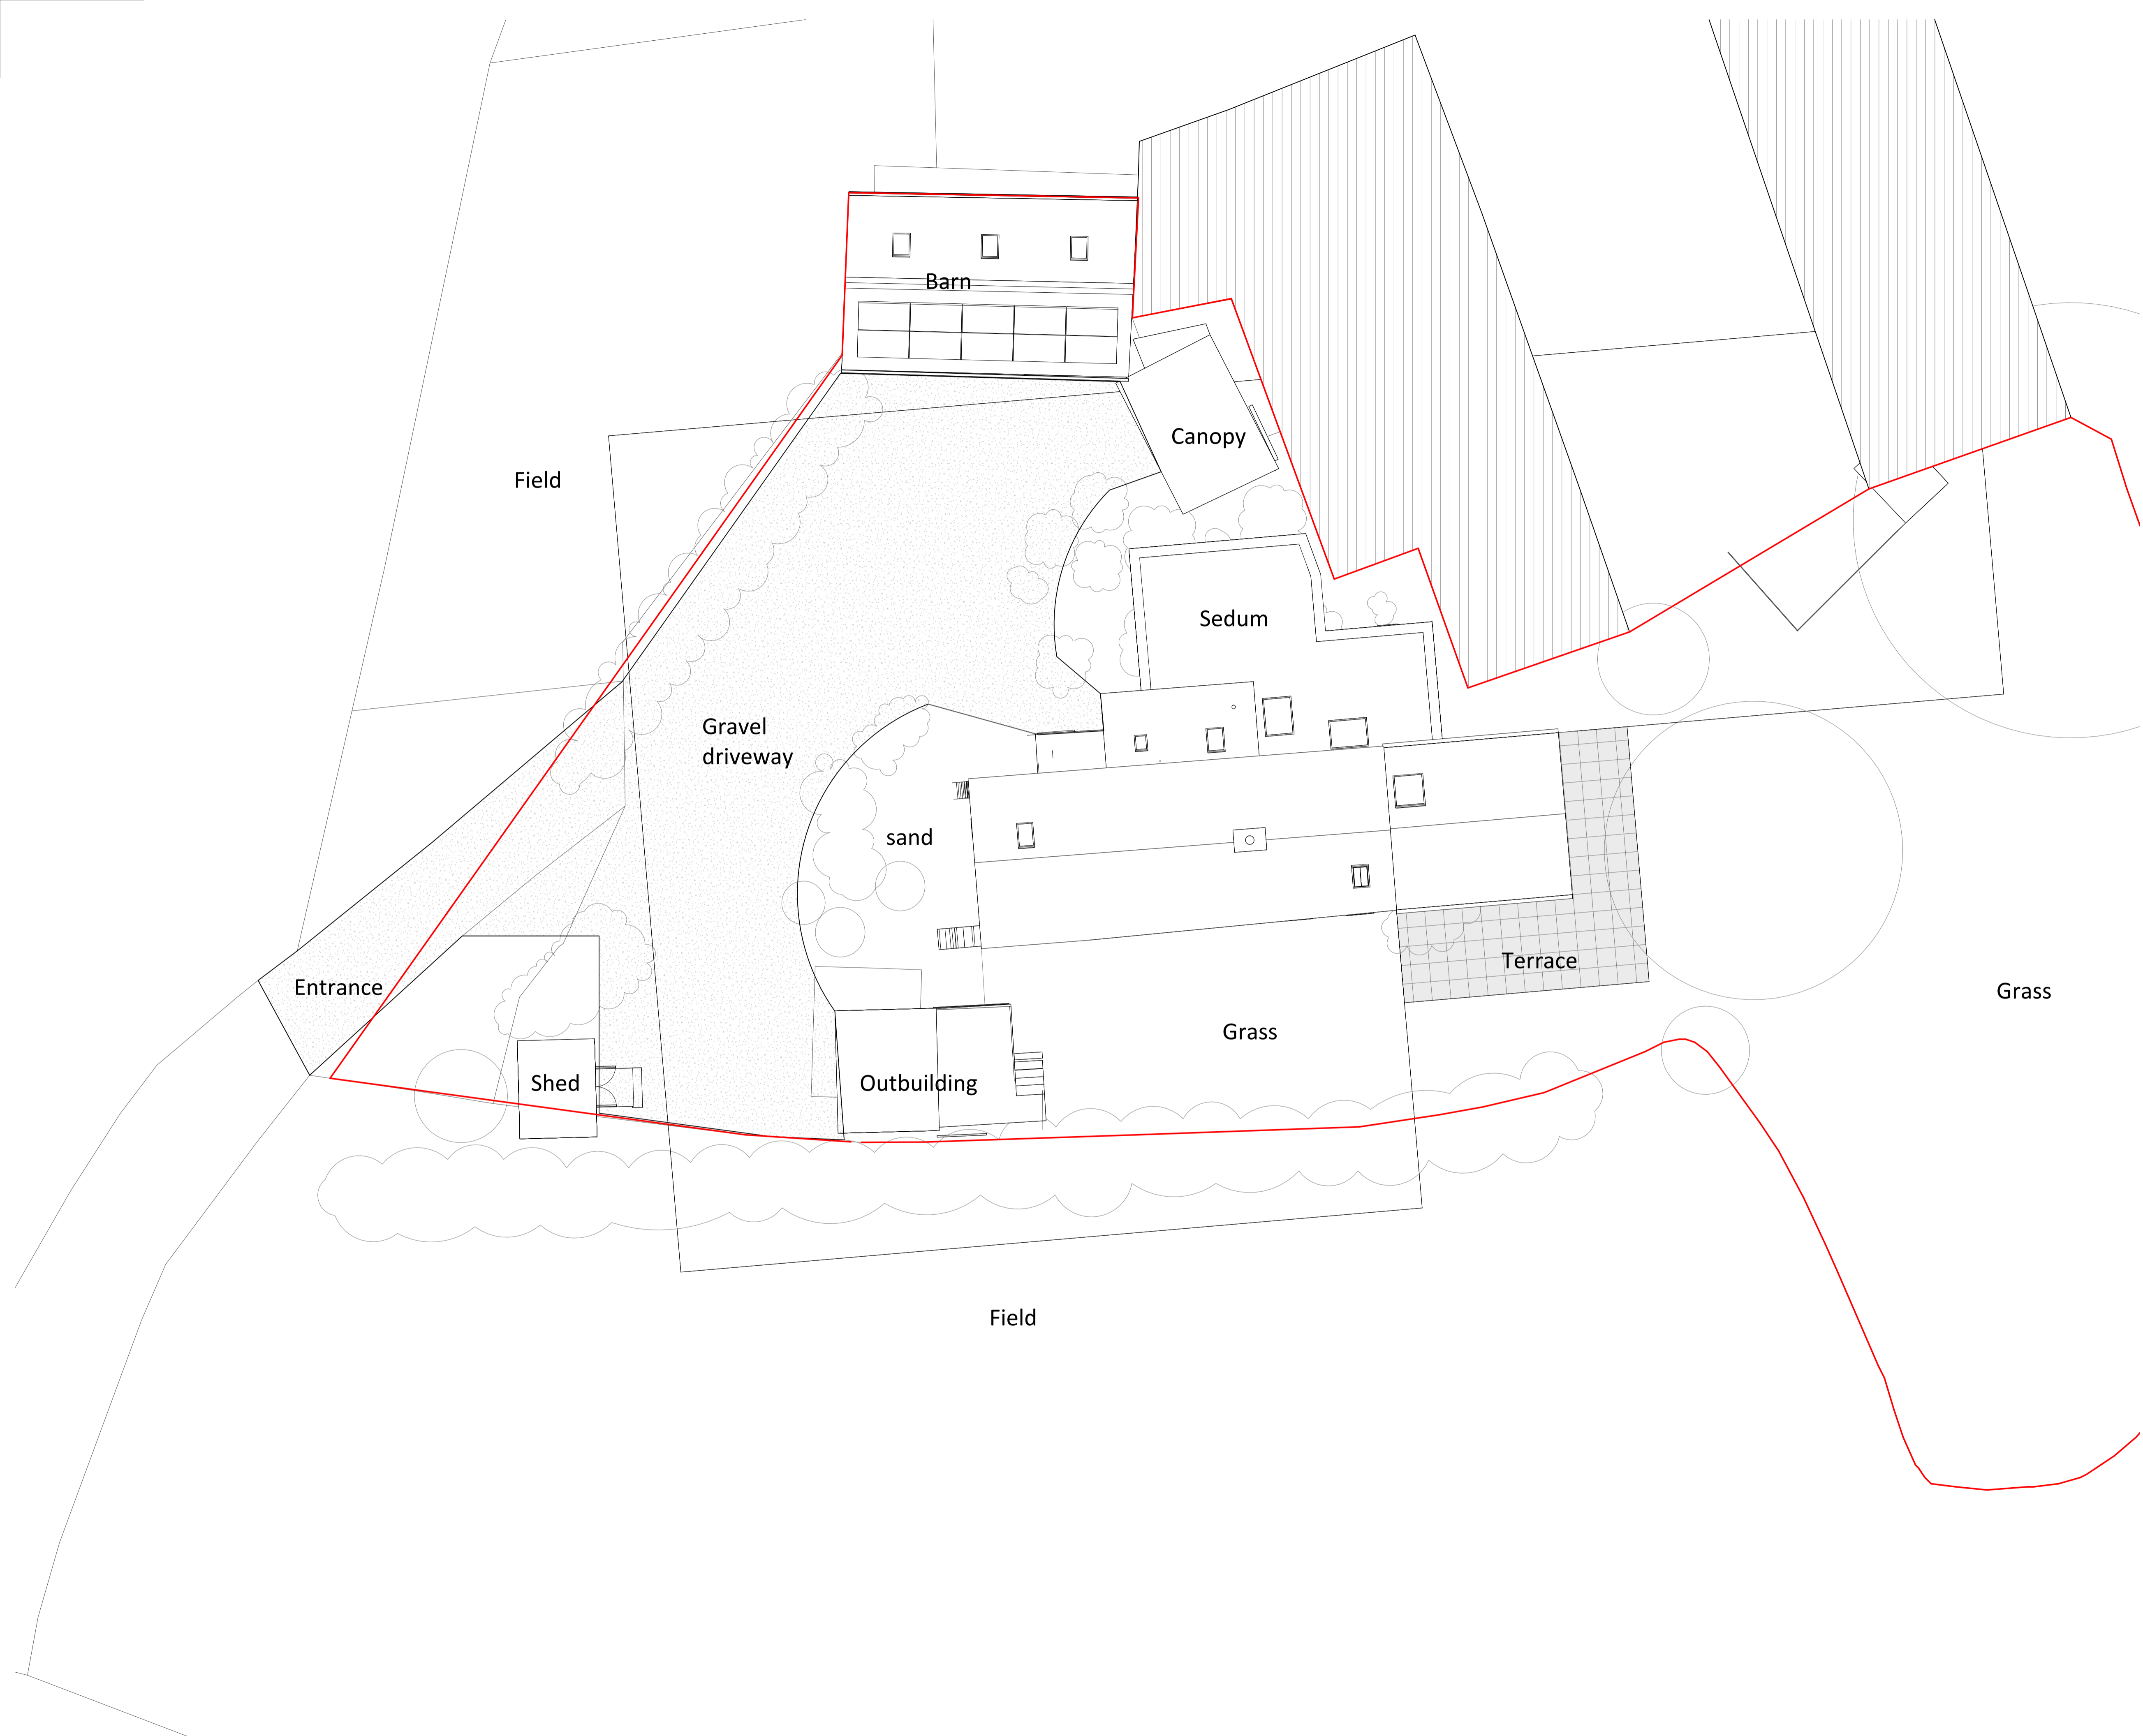 Barn
Canopy
Field
Sedum
Gravel
driveway
sand
Terrace
Entrance
Grass
Grass
Shed
Outbuilding
Field